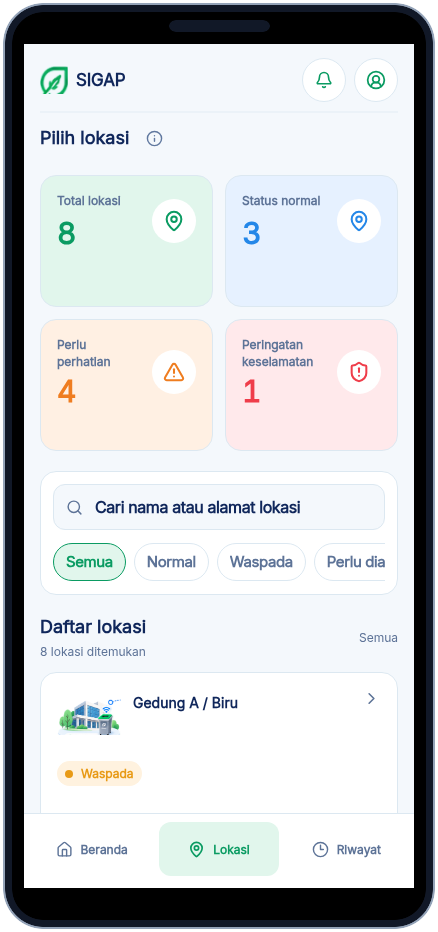 SIGAP
Pilih lokasi
Total lokasi
8
Status normal
3
Perlu
perhatian
4
Peringatan
keselamatan
1
Cari nama atau alamat lokasi
Semua
Normal
Waspada
Perlu dia
Daftar lokasi
8 lokasi ditemukan
Semua
Gedung A / Biru
Waspada
Beranda
Lokasi
Riwayat